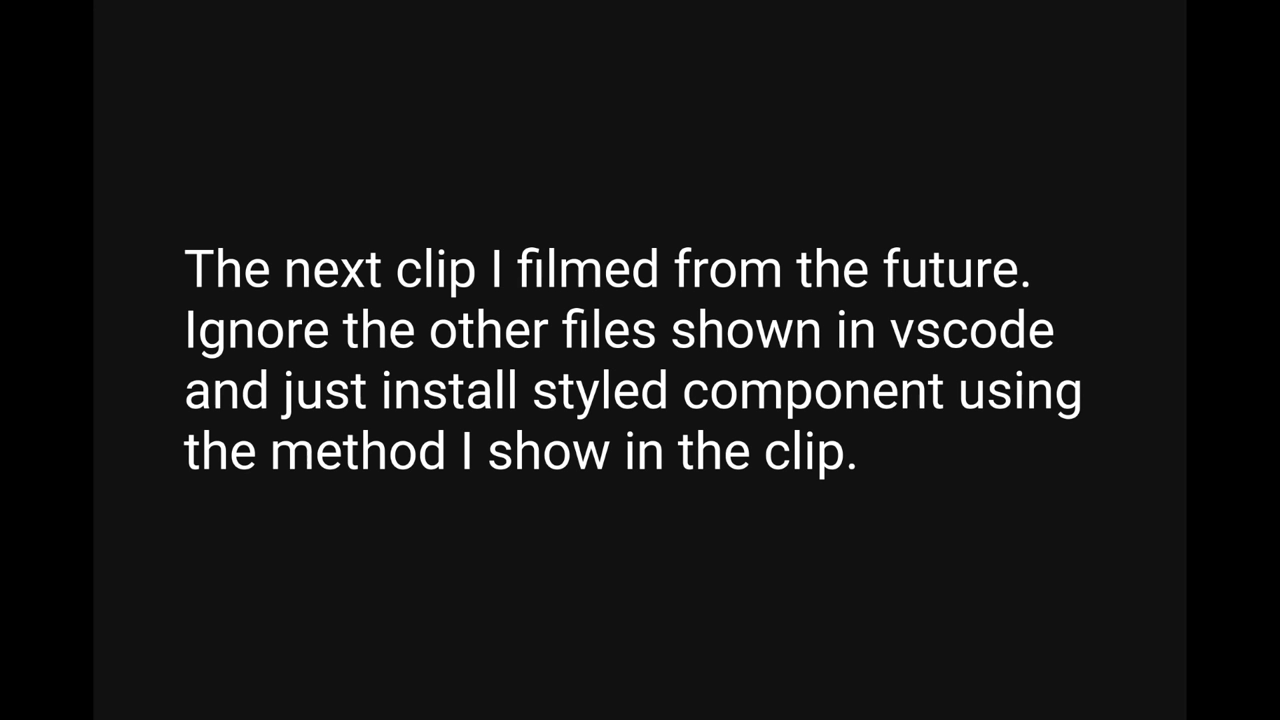 The next clip I filmed from the future.
Ignore the other files shown in vscode
and just install styled component using
the method I show in the clip.